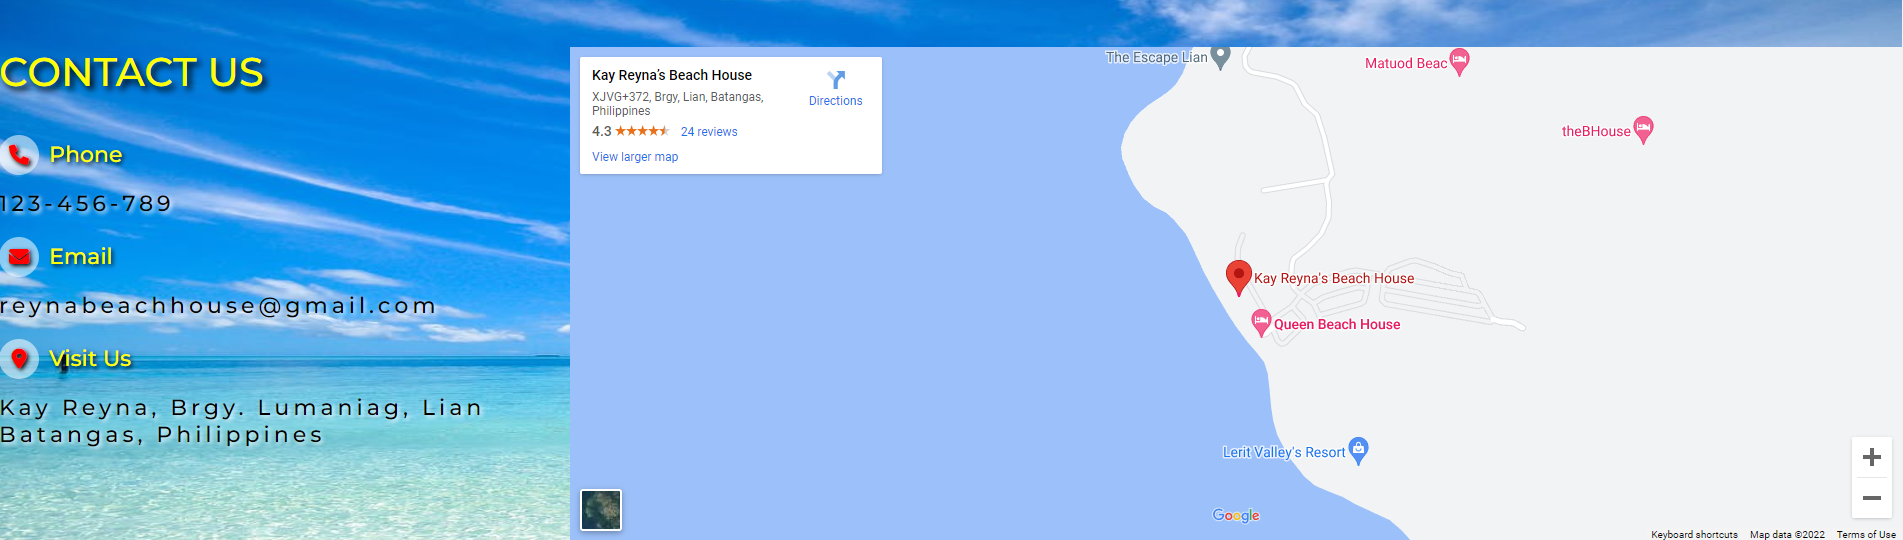 CONTACT US
Phone
123-456-789
Email
reynabeachhouse@gmail.com
Visit Us
Kay Reyna, Brgy. Lumaniag, Lian
Batangas, Philippines
Kay Reyna's Beach House
XJVG+372, Brgy, Lian, Batangas,
Philippines
Directions
4.3 24 reviews
View larger map
The Escape Lian
Matuod Beac
theBHouse
Kay Reyna's Beach House
Queen Beach House
Lerit Valley's Resort
Google
Keyboard shortcuts Map data ©2022 Terms of Use